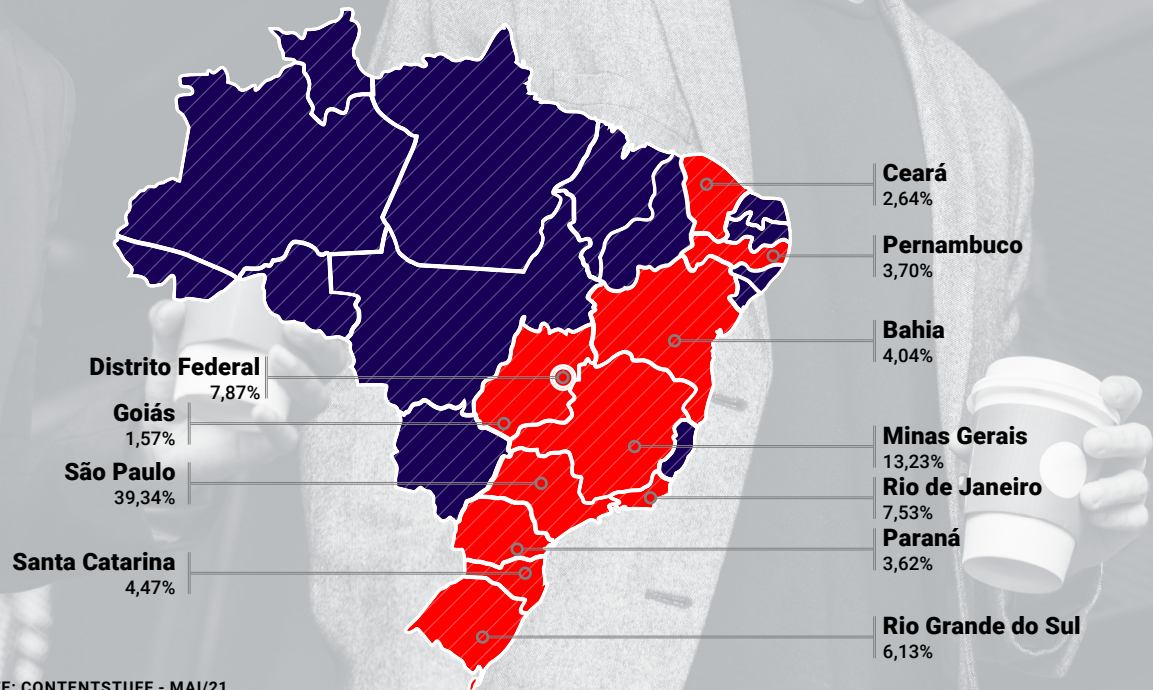 Ceará
2,64%
Pernambuco
3,70%
Bahia
4,04%
Distrito Federal
7,87%
Goiás
1,57%
São Paulo
39,34%
Minas Gerais
13,23%
Rio de Janeiro
7,53%
Paraná
3,62%
Santa Catarina
4,47%
Rio Grande do Sul
6,13%
CONTENTSTUFF - MAI/21